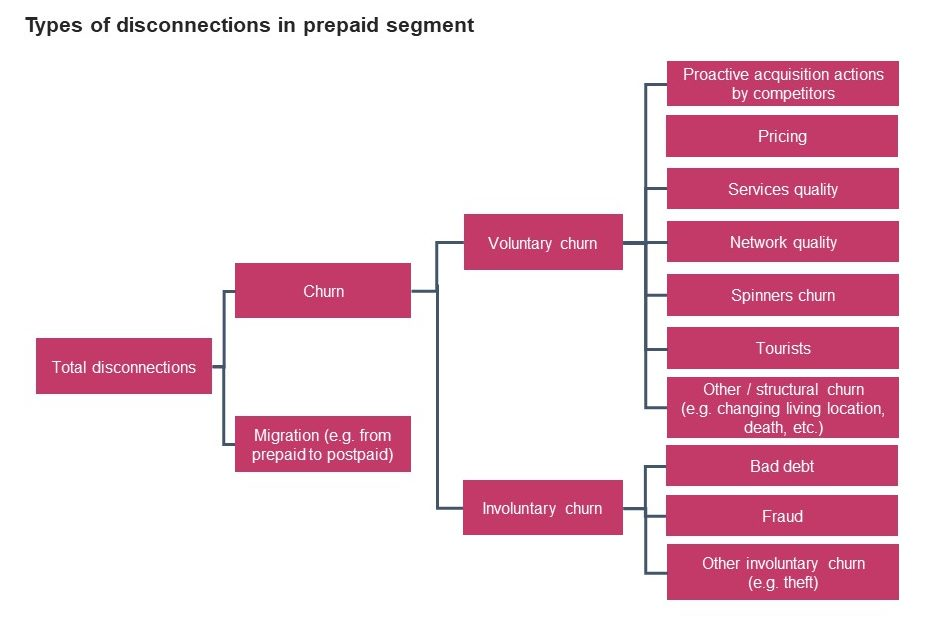 Types of disconnections in prepaid segment
Total disconnections
Churn
Migration (e.g. from
prepaid to postpaid)
Voluntary churn
Involuntary churn
Proactive acquisition actions
by competitors
Pricing
Services quality
Network quality
Spinners churn
Tourists
Other / structural churn
(e.g. changing living location,
death, etc.)
Bad debt
Fraud
Other involuntary churn
(e.g. theft)